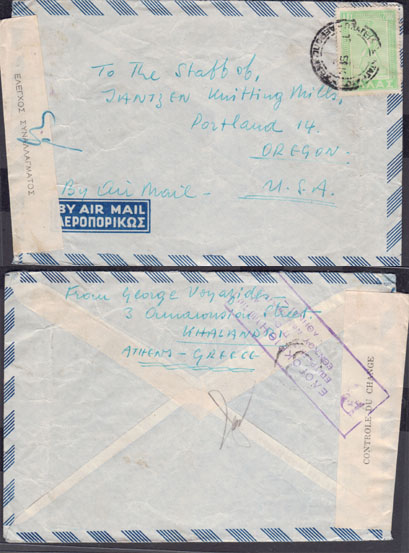 ΕΛΕΓΧΟΣ ΣΥΝΑΛΛΑΓΜΑΤΟΣ
To The Staff of,
JANTZEN Knitting Mills,
Portland 14.
OREGON.
U.S.A.
By Air Mail -
BY AIR MAIL
ΑΕΡΟΠΟΡΙΚΩΣ
From George Voyazides
3 Street.
KHALANDRI
ATHENS - GREECE
CONTROLE DU CHANGE